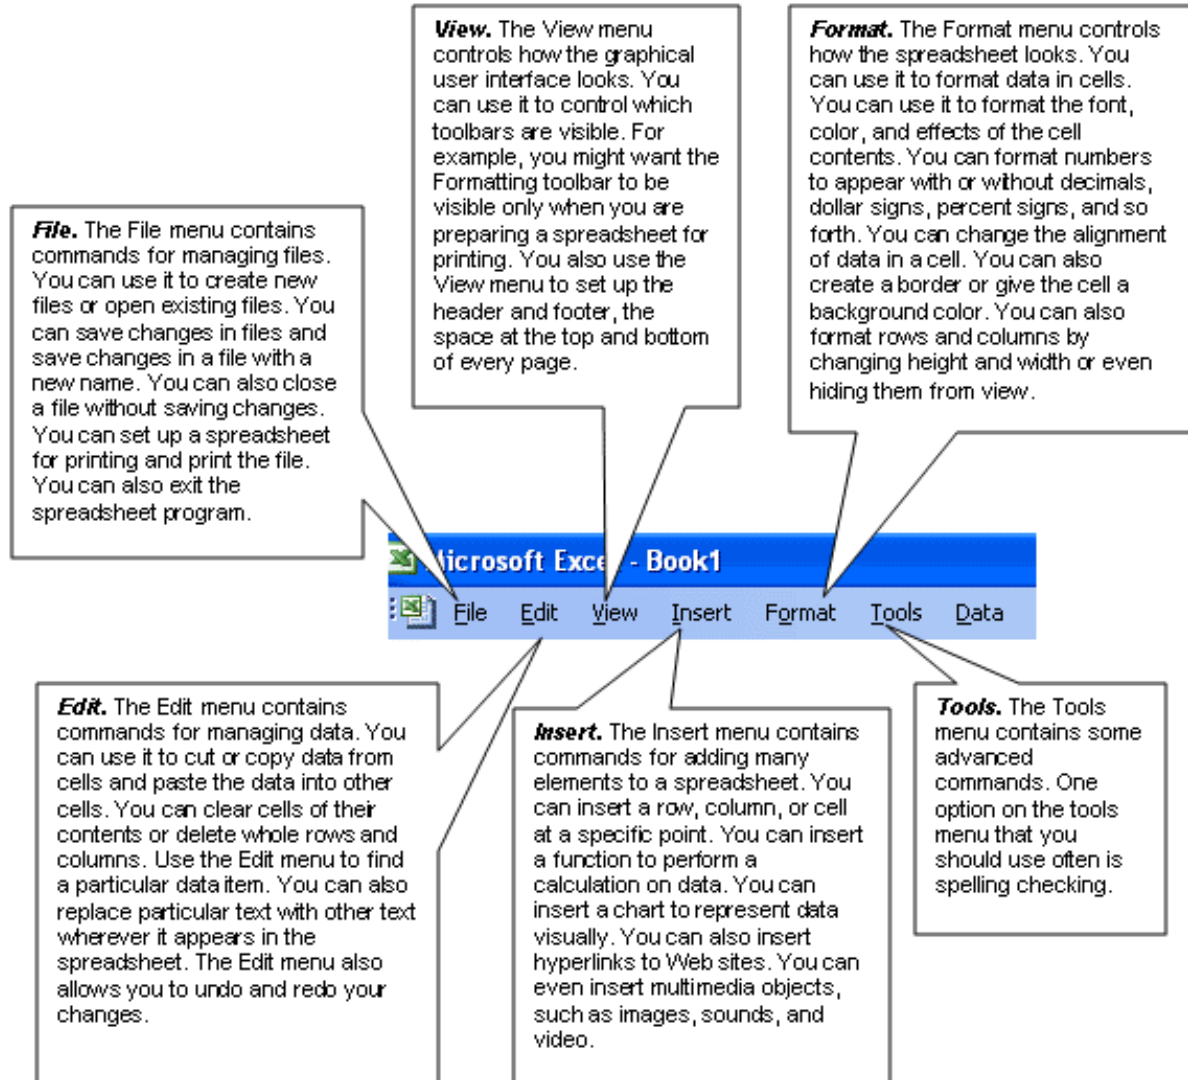 View. The View menu
controls how the graphical
user interface looks. You
can use it to control which
toolbars are visible. For
example, you might want the
Formatting toolbar to be
visible only when you are
preparing a spreadsheet for
printing. You also use the
View menu to set up the
header and footer, the
space at the top and bottom
of every page.
Format. The Format menu controls
how the spreadsheet looks. You
can use it to format data in cells.
You can use it to format the font,
color, and effects of the cell
contents. You can format numbers
to appear with or without decimals,
dollar signs, percent signs, and so
forth. You can change the alignment
of data in a cell. You can also
create a border or give the cell a
background color. You can also
format rows and columns by
changing height and width or even
hiding them from view.
File. The File menu contains
commands for managing files.
You can use it to create new
files or open existing files. You
can save changes in files and
save changes in a file with a
new name. You can also close
a file without saving changes.
You can set up a spreadsheet
for printing and print the file.
You can also exit the
spreadsheet program.
Microsoft Excel - Book1
File Edit View Insert Format Tools Data
Edit. The Edit menu contains
commands for managing data. You
can use it to cut or copy data from
cells and paste the data into other
cells. You can clear cells of their
contents or delete whole rows and
columns. Use the Edit menu to find
a particular data item. You can also
replace particular text with other text
wherever it appears in the
spreadsheet. The Edit menu also
allows you to undo and redo your
changes.
Insert. The Insert menu contains
commands for adding many
elements to a spreadsheet. You
can insert a row, column, or cell
at a specific point. You can insert
a function to perform a
calculation on data. You can
insert a chart to represent data
visually. You can also insert
hyperlinks to Web sites. You can
even insert multimedia objects,
such as images, sounds, and
video.
Tools. The Tools
menu contains some
advanced
commands. One
option on the tools
menu that you
should use often is
spelling checking.